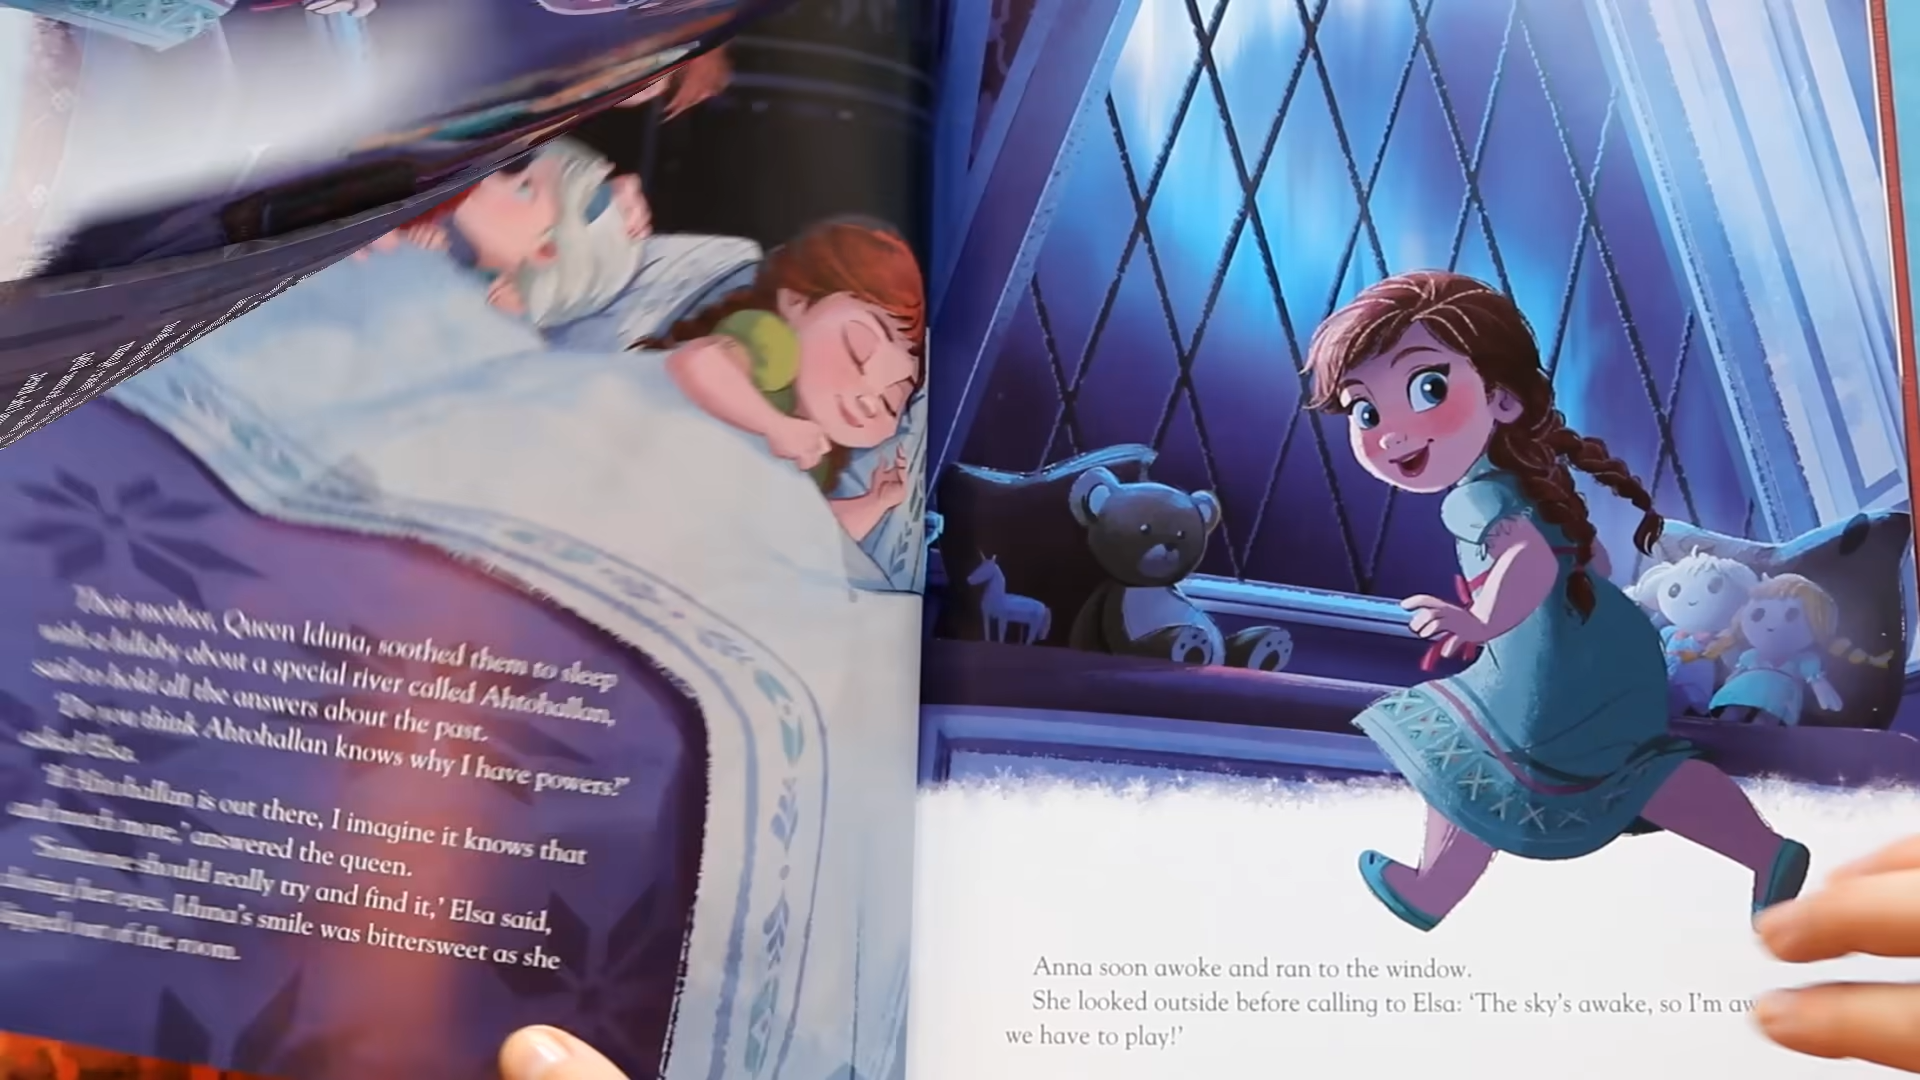 Their mother, Queen Iduna, soothed them to sleep
with a lullaby about a special river called Ahtohallan,
said to hold all the answers about the past.
'Do you think Ahtohallan knows why I have powers?'
asked Elsa.
'If Ahtohallan is out there, I imagine it knows that
and much more,' answered the queen.
'Someone should really try and find it,' Elsa said,
closing her eyes. Iduna's smile was bittersweet as she
slipped out of the room.
Anna soon awoke and ran to the window.
She looked outside before calling to Elsa: 'The sky's awake, so I'm aw
we have to play!'